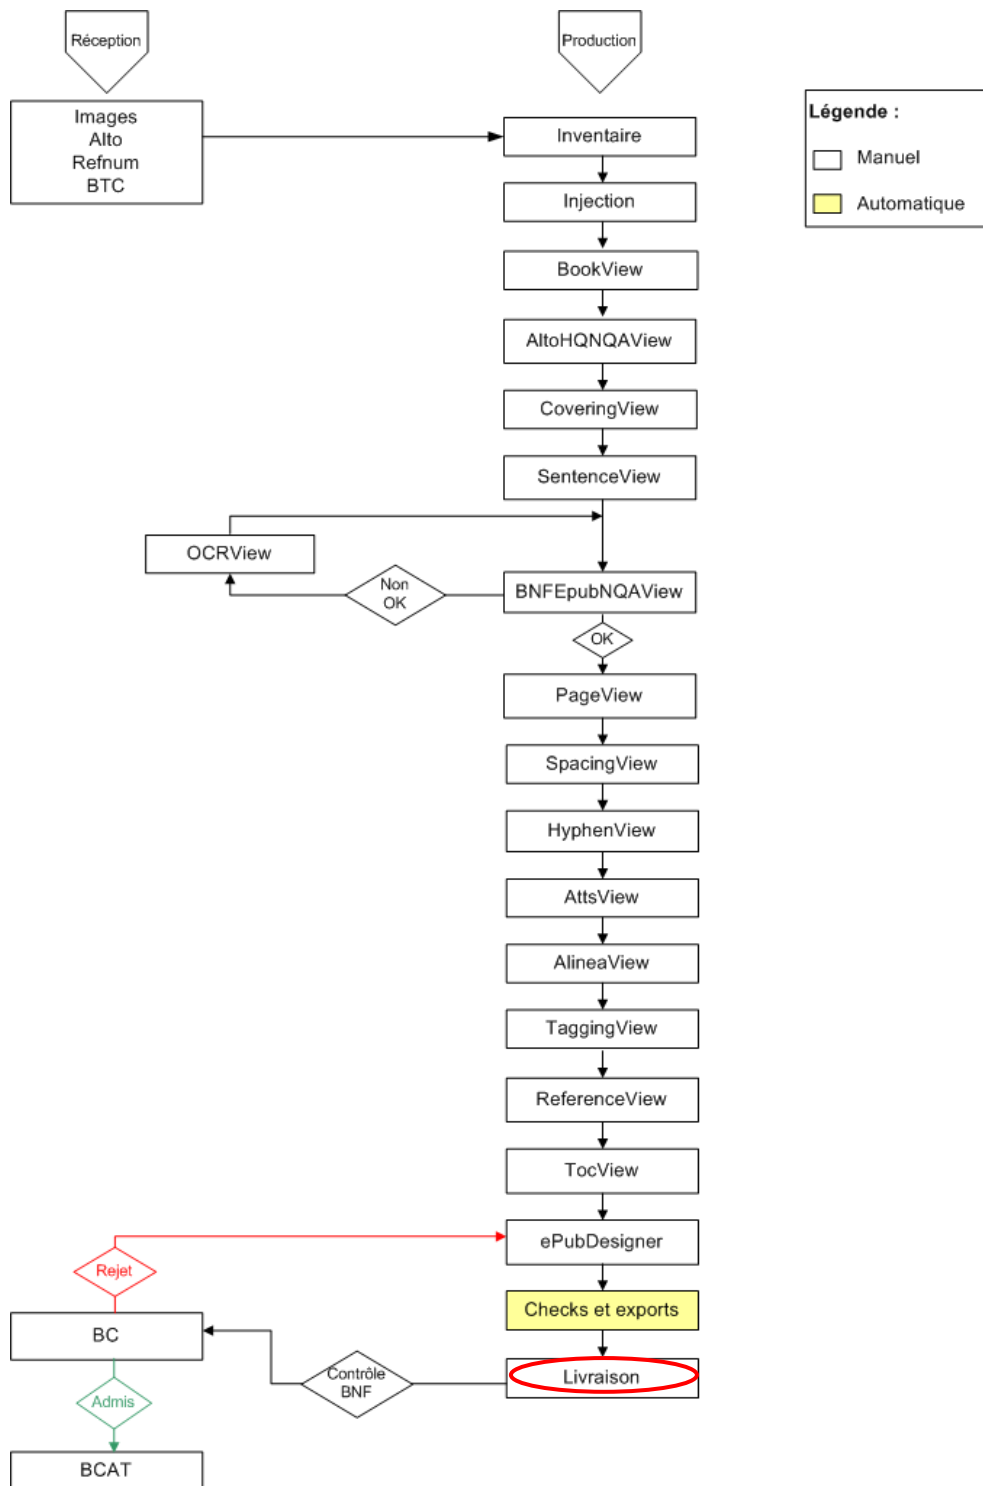 Réception
Production
Images
Alto
Refnum
BTC
Légende :
Manuel
Automatique
Inventaire
Injection
BookView
AltoHQNQAView
CoveringView
SentenceView
OCRView
Non
OK
BNFEpubNQAView
OK
PageView
SpacingView
HyphenView
AttsView
AlineaView
TaggingView
ReferenceView
TocView
ePubDesigner
Rejet
Checks et exports
BC
Contrôle
BNF
Livraison
Admis
BCAT